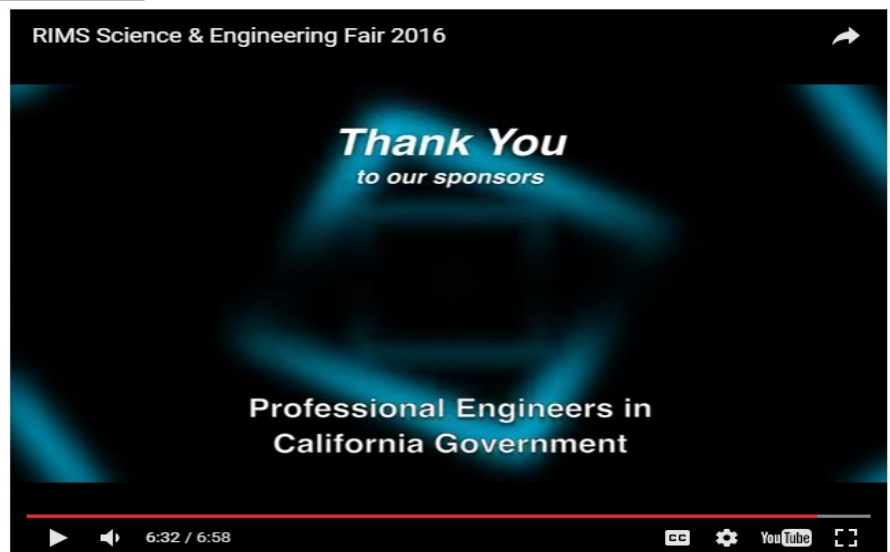 RIMS Science & Engineering Fair 2016
Thank You
to our sponsors
Professional Engineers in
California Government
6:32 / 6:58
CC
YouTube